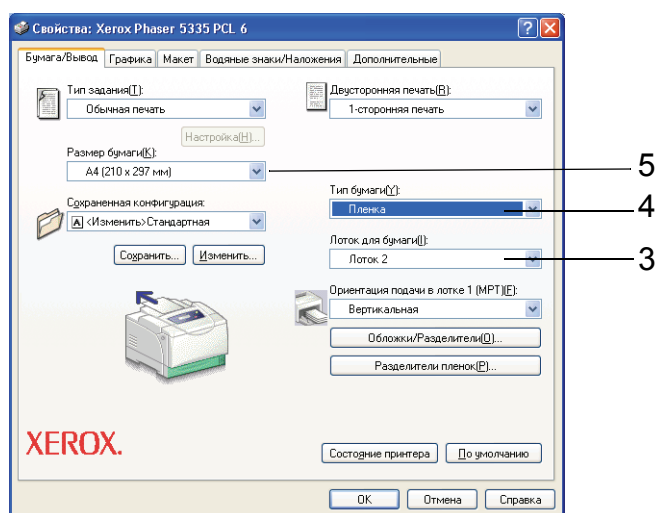 Свойства: Xerox Phaser 5335 PCL 6
Бумага/Вывод Графика Макет Водяные знаки/Наложения Дополнительные
Тип задания(T):
Обычная печать
Настройка(H)...
Двусторонняя печать(R):
1-сторонняя печать
Размер бумаги(K):
A4 (210 x 297 мм)
5
Сохраненная конфигурация:
A <Изменить>Стандартная
Сохранить... Изменить...
Тип бумаги(Y):
Пленка
4
Лоток для бумаги(I):
Лоток 2
3
Ориентация подачи в лотке 1 (MPT)(F):
Вертикальная
Обложки/Разделители(O)...
Разделители пленок(P)...
XEROX.
Состояние принтера По умолчанию
OK Отмена Справка